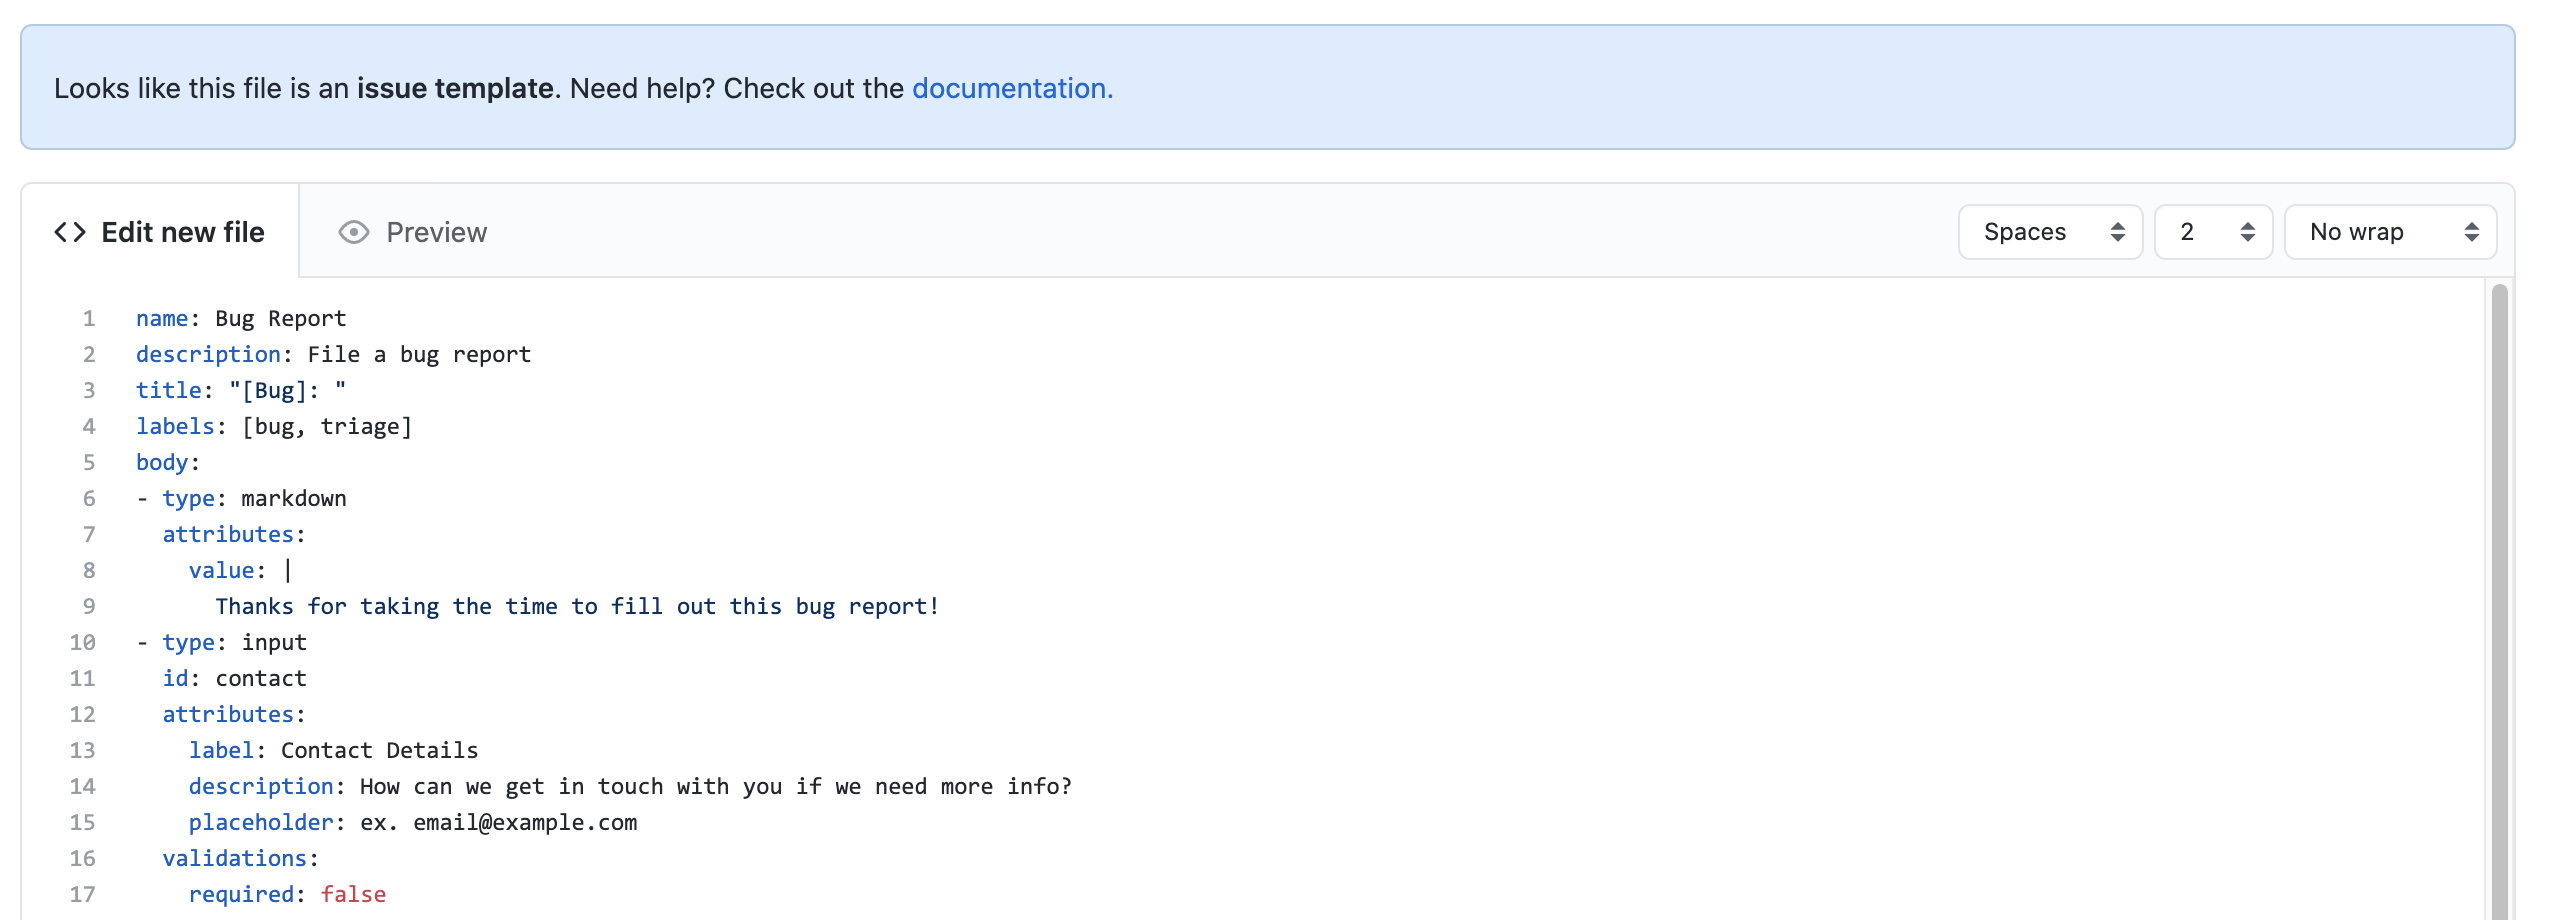 Looks like this file is an issue template. Need help? Check out the documentation.
Edit new file Preview Spaces 2 No wrap
1 name: Bug Report
2 description: File a bug report
3 title: "[Bug]: "
4 labels: [bug, triage]
5 body:
6 - type: markdown
7   attributes:
8     value: |
9       Thanks for taking the time to fill out this bug report!
10 - type: input
11   id: contact
12   attributes:
13     label: Contact Details
14     description: How can we get in touch with you if we need more info?
15     placeholder: ex. email@example.com
16   validations:
17     required: false